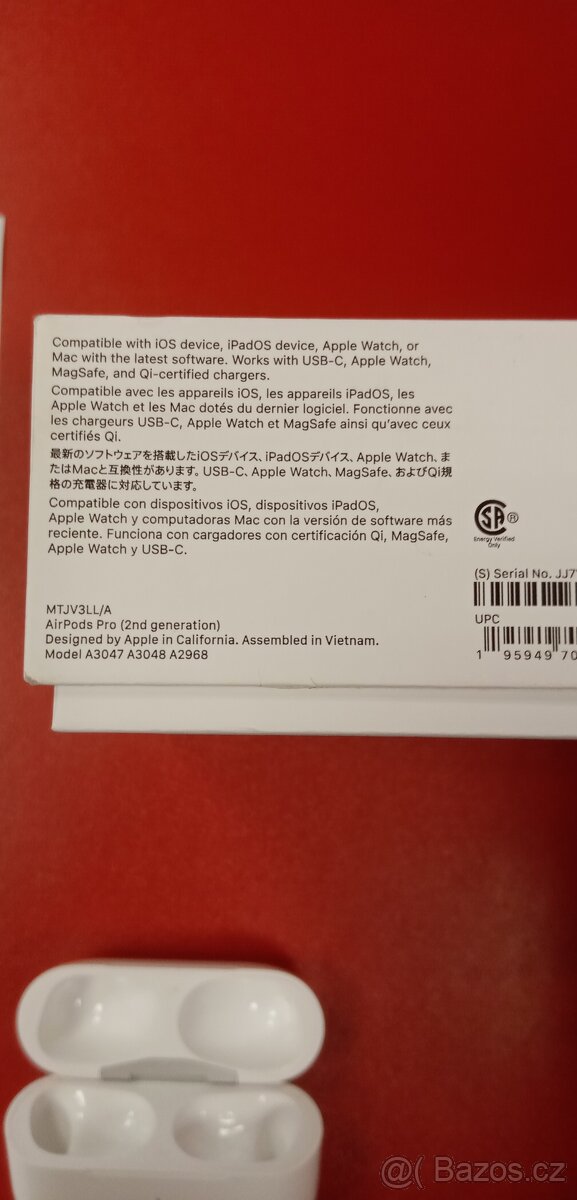 Compatible with iOS device, iPadOS device, Apple Watch, or
Mac with the latest software. Works with USB-C, Apple Watch,
MagSafe, and Qi-certified chargers.
Compatible avec les appareils iOS, les appareils iPadOS, les
Apple Watch et les Mac dotés du dernier logiciel. Fonctionne avec
les chargeurs USB-C, Apple Watch et MagSafe ainsi qu'avec ceux
certifiés Qi.
最新のソフトウェアを搭載したiOSデバイス、iPadOSデバイス、Apple Watch、ま
たはMacと互換性があります。USB-C、Apple Watch、MagSafe、およびQi規
格の充電器に対応しています。
Compatible con dispositivos iOS, dispositivos iPadOS,
Apple Watch y computadoras Mac con la versión de software más
reciente. Funciona con cargadores con certificación Qi, MagSafe,
Apple Watch y USB-C.
MTJV3LL/A
AirPods Pro (2nd generation)
Designed by Apple in California. Assembled in Vietnam.
Model A3047 A3048 A2968
SA ®
Energy Verified
Only
(S) Serial No. JJ7
UPC
1 95949 70
@( Bazos.cz